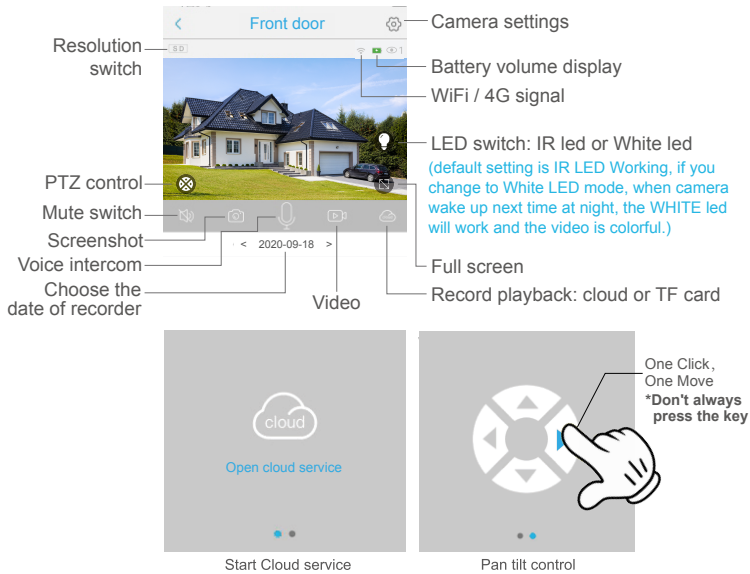 Front door
Camera settings
Resolution
switch
SD
1
Battery volume display
WiFi / 4G signal
LED switch: IR led or White led
(default setting is IR LED Working, if you
change to White LED mode, when camera
wake up next time at night, the WHITE led
will work and the video is colorful.)
PTZ control
Mute switch
Screenshot
Voice intercom
Choose the
date of recorder
< 2020-09-18 >
Video
Full screen
Record playback: cloud or TF card
cloud
Open cloud service
Start Cloud service
One Click,
One Move
*Don't always
press the key
Pan tilt control